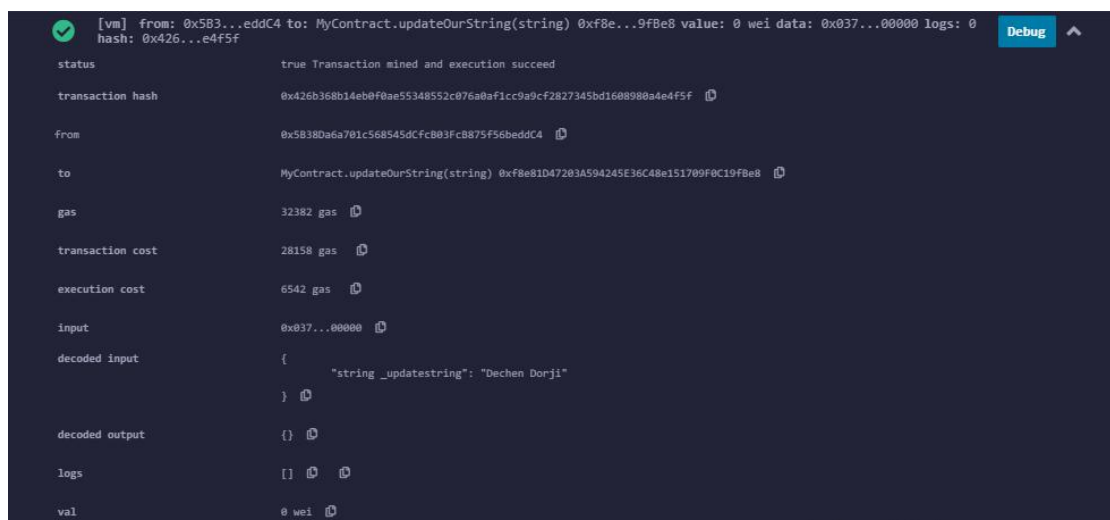 [vm] from: 0x5B3...eddC4 to: MyContract.updateOurString(string) 0xf8e...9fBe8 value: 0 wei data: 0x037...00000 logs: 0
hash: 0x426...e4f5f
Debug
status true Transaction mined and execution succeed
transaction hash 0x426b368b14eb0f0ae55348552c076a0af1cc9a9cf2827345bd1608980a4e4f5f
from 0x5B38Da6a701c568545dCfcB03FcB875f56beddC4
to MyContract.updateOurString(string) 0xf8e81D47203A594245E36C48e151709F0C19fBe8
gas 32382 gas
transaction cost 28158 gas
execution cost 6542 gas
input 0x037...00000
decoded input {
"string _updatestring": "Dechen Dorji"
}
decoded output {}
logs []
val 0 wei